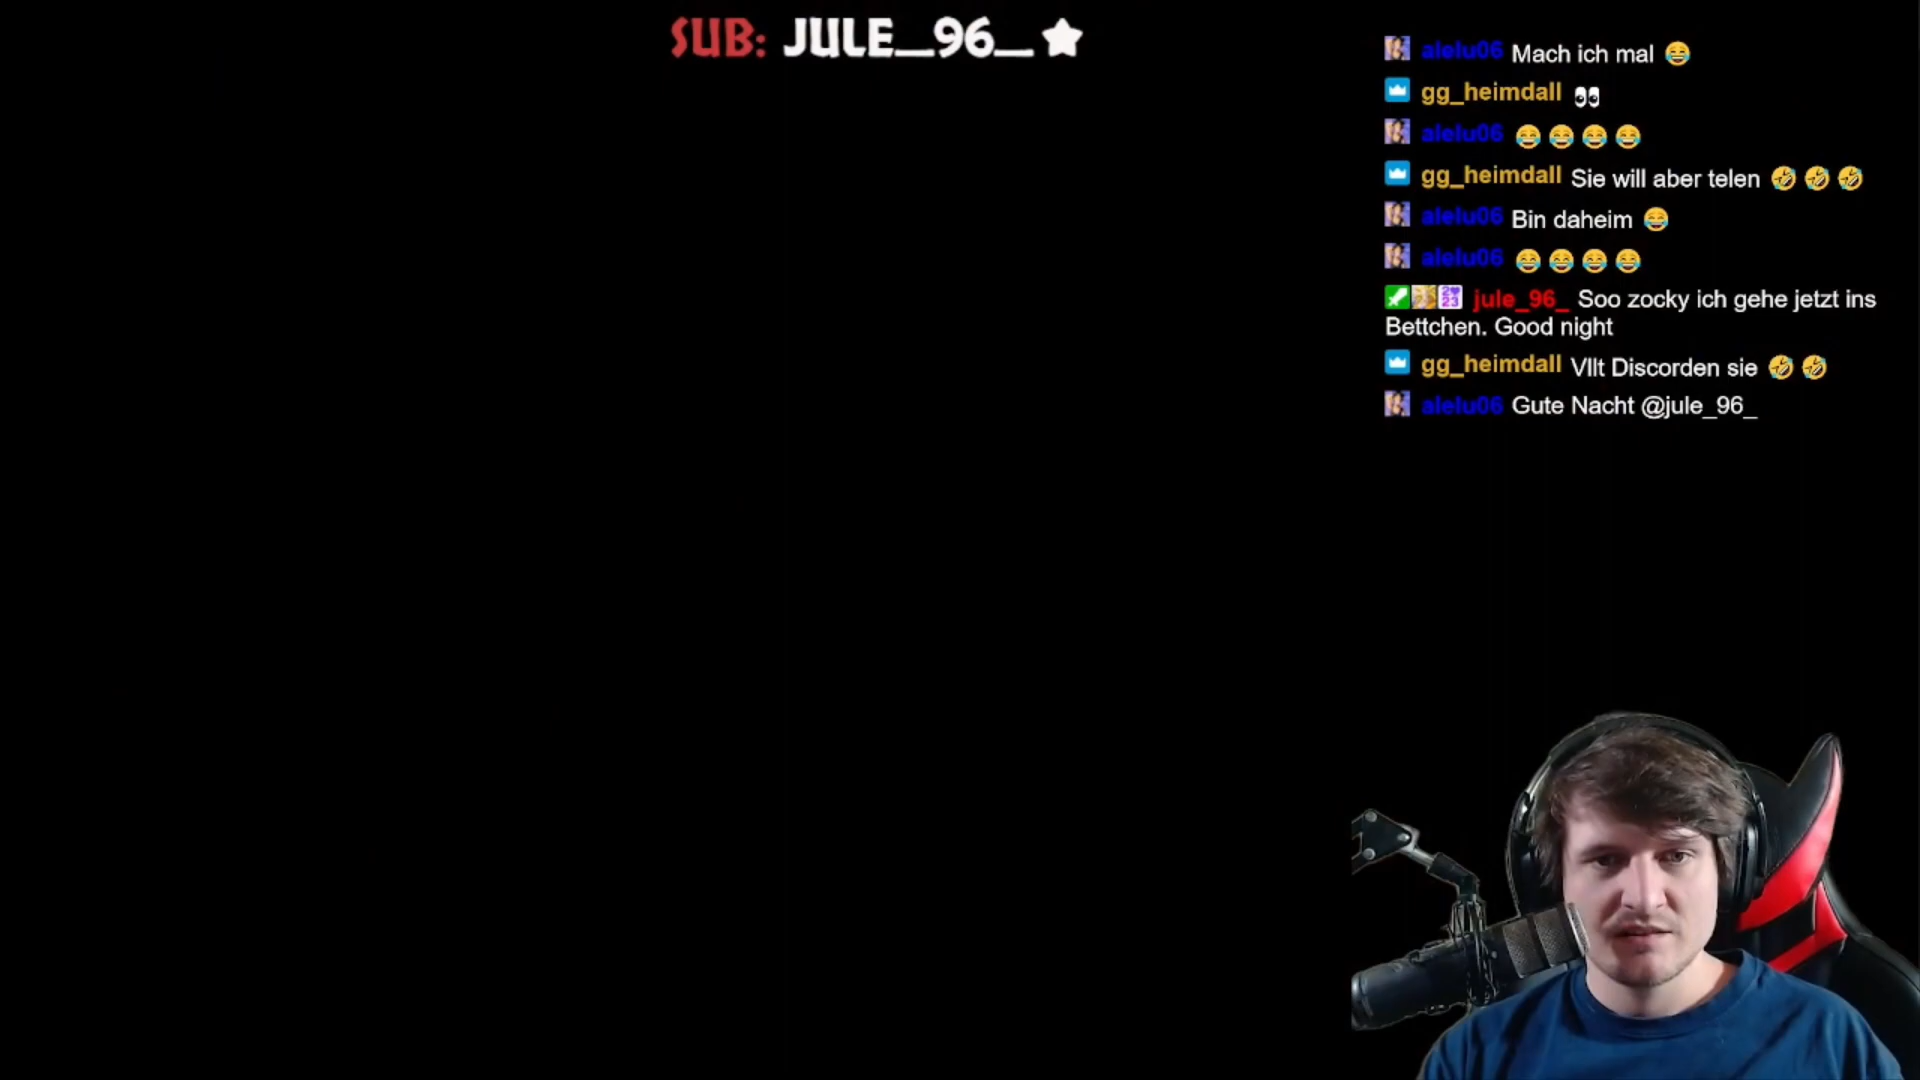 SUB: JULE_96_
alelu06 Mach ich mal 😂
gg_heimdall 👀
alelu06 😂 😂 😂 😂
gg_heimdall Sie will aber telen 🤣 🤣 🤣
alelu06 Bin daheim 😂
alelu06 😂 😂 😂 😂
jule_96_ Soo zocky ich gehe jetzt ins
Bettchen. Good night
gg_heimdall Vllt Discorden sie 🤣 🤣
alelu06 Gute Nacht @jule_96_